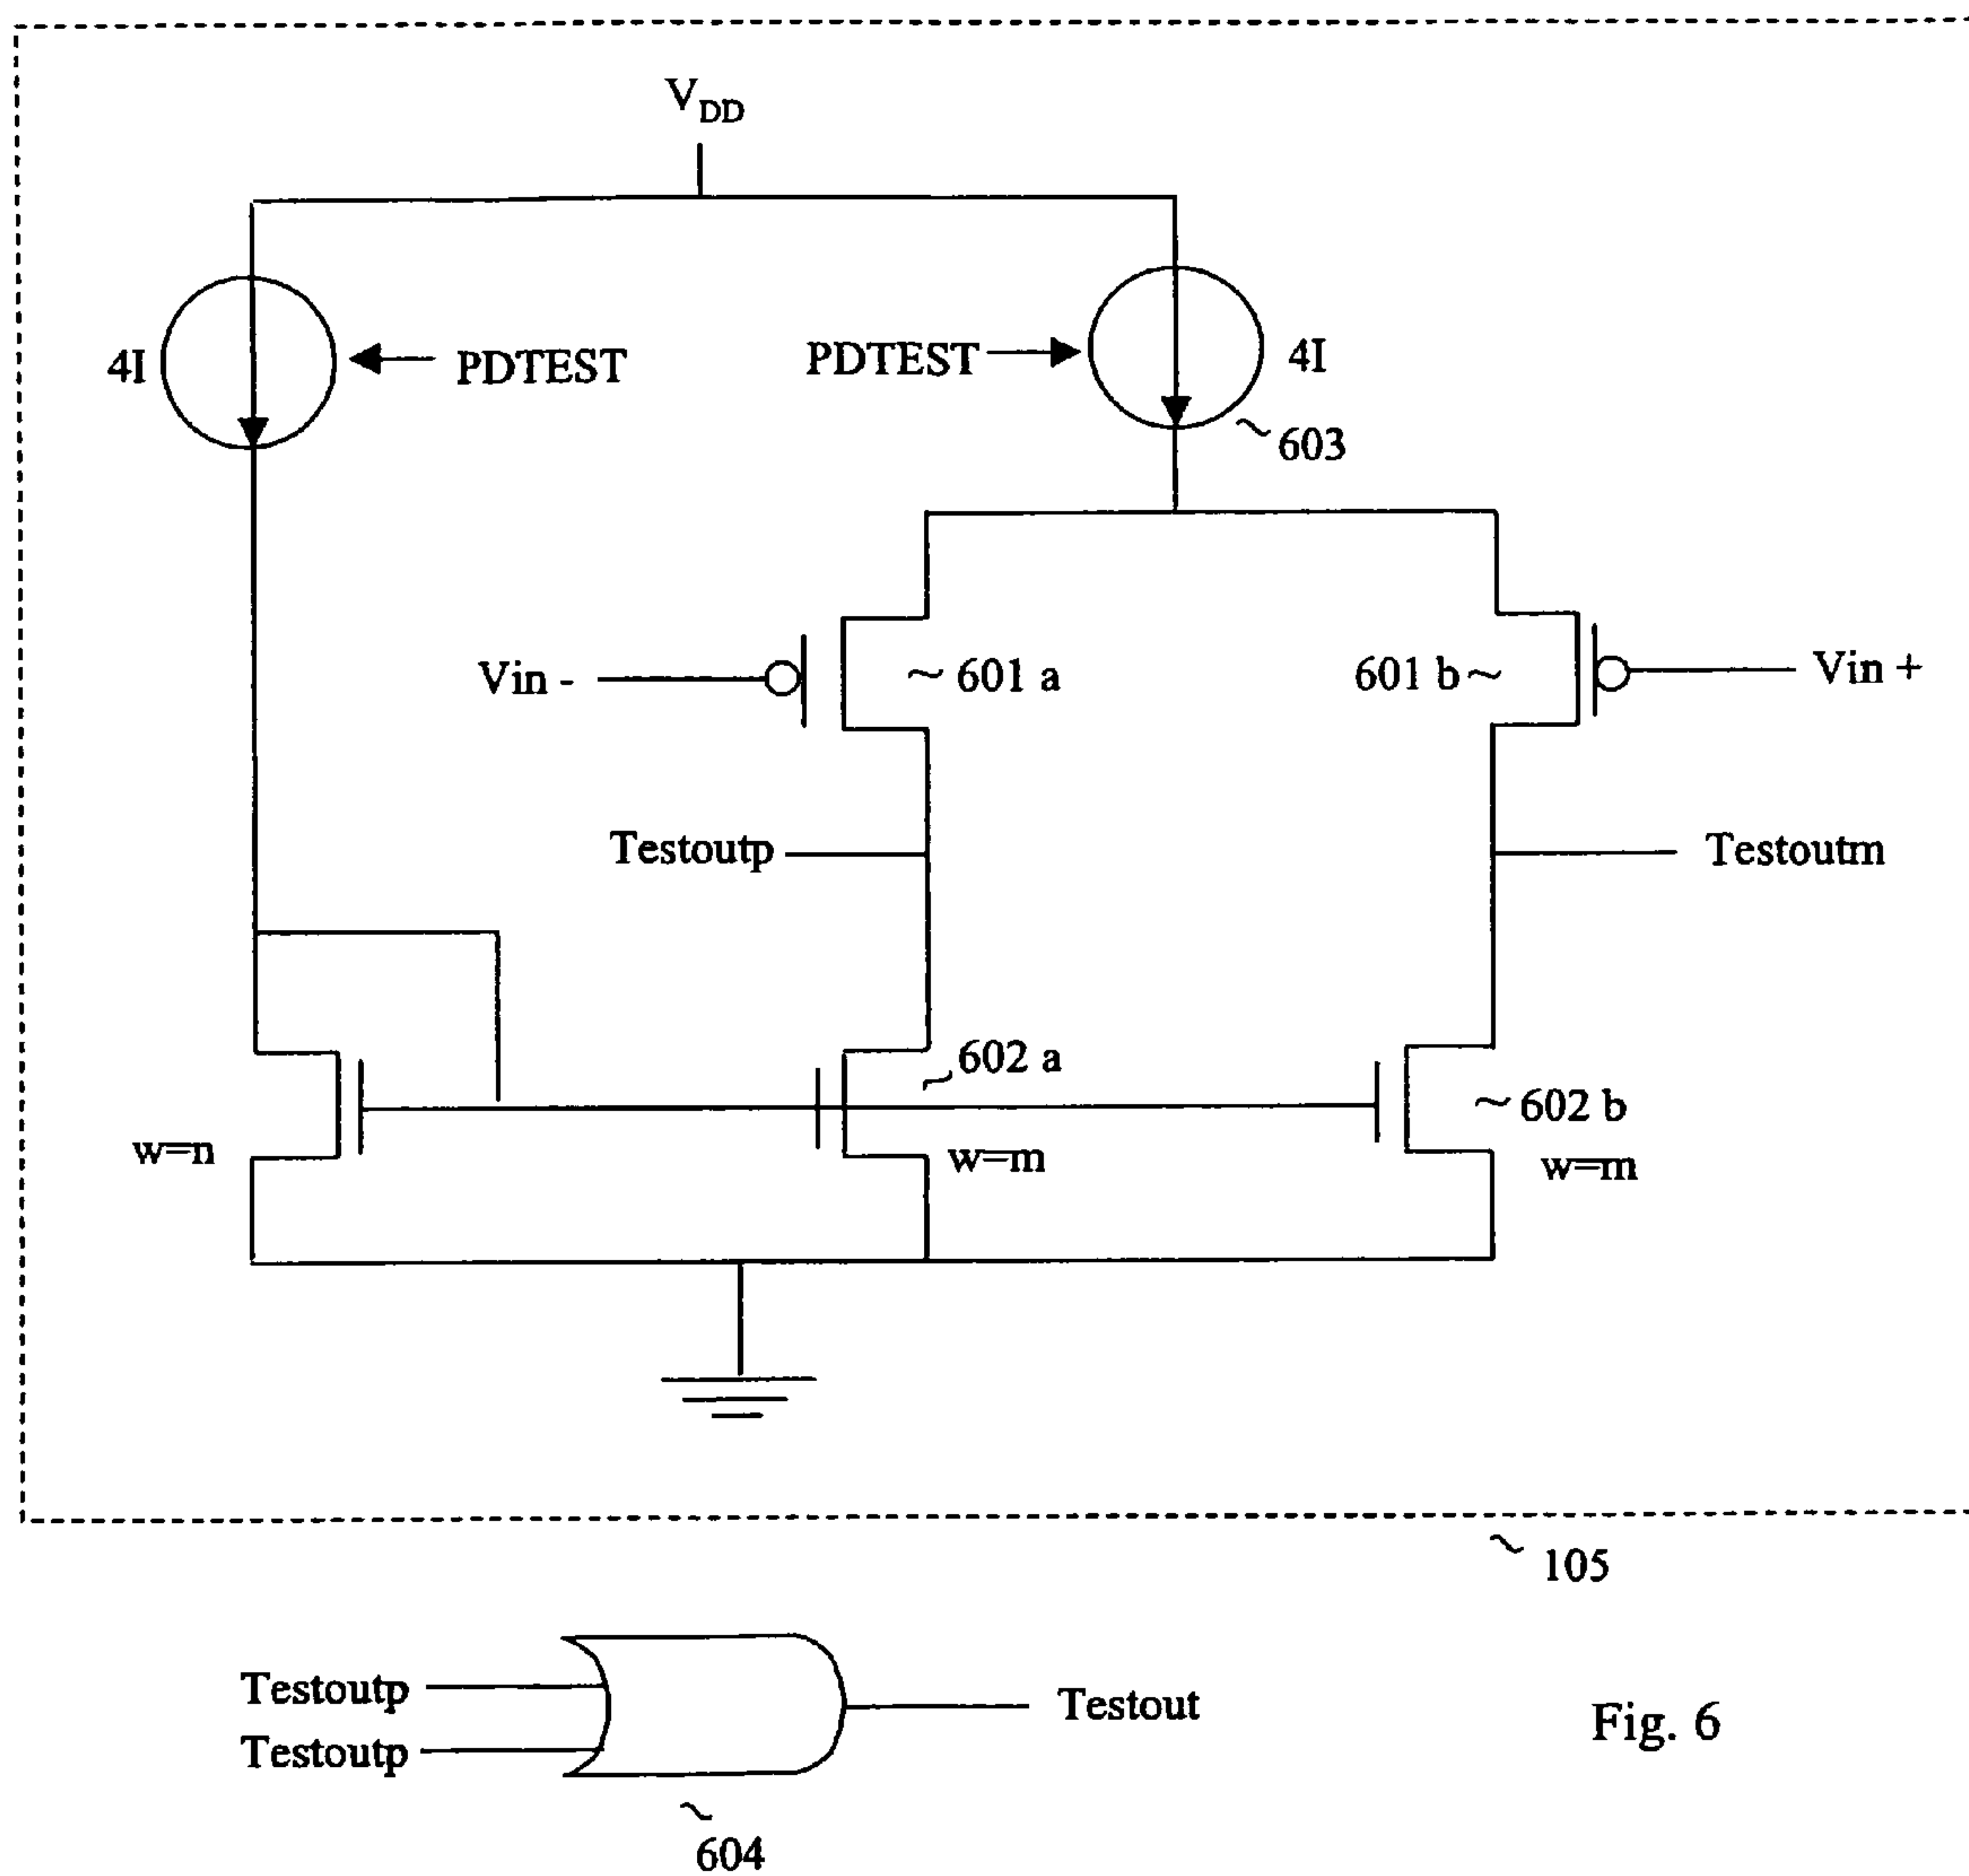 VDD
4I
PDTEST
PDTEST
4I
603
Vin -
601 a
601 b
Vin +
Testoutp
Testoutm
602 a
602 b
w=n
w=m
w=m
105
Testoutp
Testoutp
Testout
604
Fig. 6